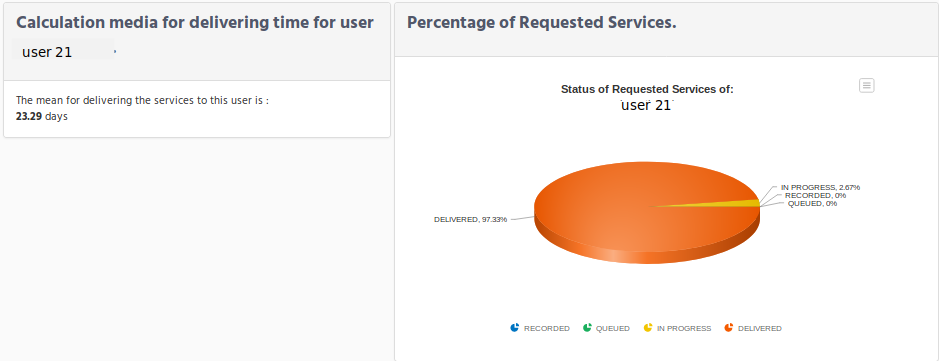 Calculation media for delivering time for user
user 21
The mean for delivering the services to this user is :
23.29 days
Percentage of Requested Services.
Status of Requested Services of:
user 21
IN PROGRESS, 2.67%
RECORDED, 0%
QUEUED, 0%
DELIVERED, 97.33%
RECORDED QUEUED IN PROGRESS DELIVERED